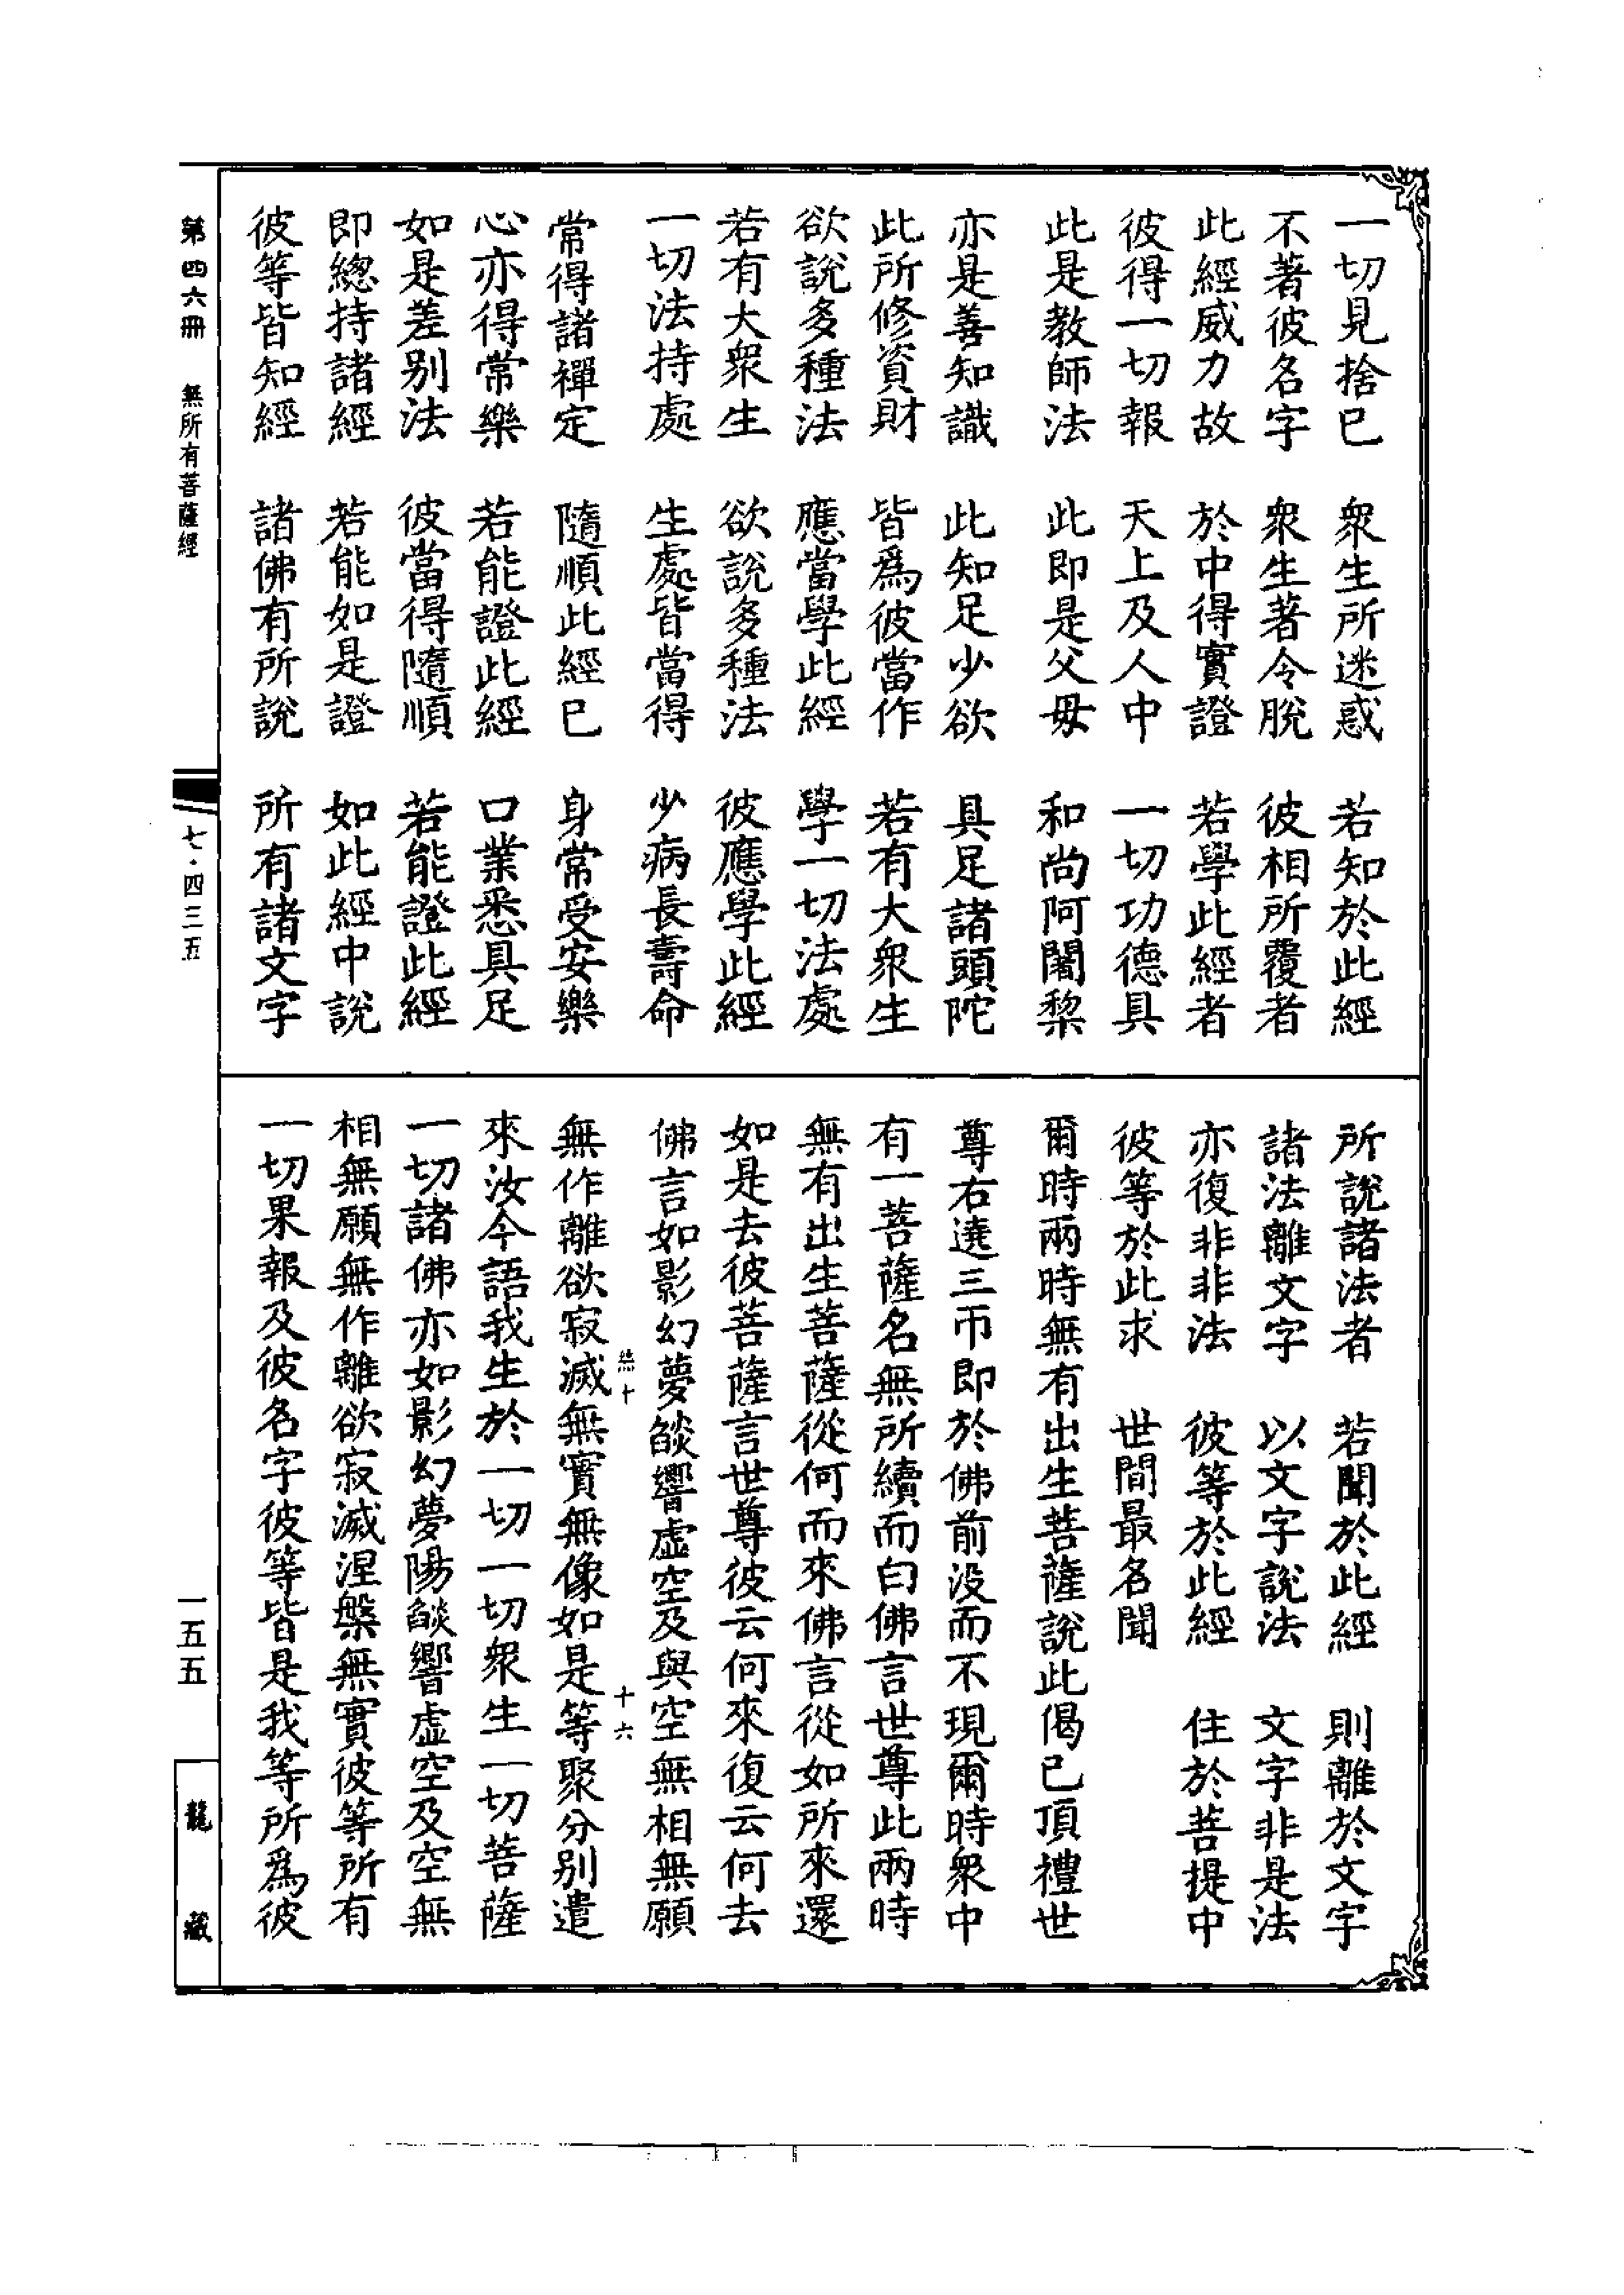 一切見捨已　衆生所迷惑　若知於此經
不著彼名字　衆生著令脫　彼相所覆者
此經威力故　於中得實證　若學此經者
彼得一切報　天上及人中　一切功德具
此是教師法　此即是父母　和尚阿闍棃
亦是善知識　此知足少欲　具足諸頭陀
此所修資財　皆爲彼當作　若有大衆生
欲說多種法　應當學此經　學一切法處
若有大衆生　欲說多種法　彼應學此經
一切法持處　生處皆當得　少病長壽命
常得諸禪定　隨順此經已　身常受安樂
心亦得常樂　若能證此經　口業悉具足
如是差别法　彼當得隨順　若能證此經
即總持諸經　若能如是證　如此經中說
彼等皆知經　諸佛有所說　所有諸文字
所說諸法者　若聞於此經　則離於文字
諸法離文字　以文字說法　文字非是法
亦復非非法　彼等於此經　住於菩提中
彼等於此求　世間最名聞
爾時兩時無有出生菩薩說此偈已頂禮世
尊右遶三帀即於佛前没而不現爾時衆中
有一菩薩名無所續而白佛言世尊此兩時
無有出生菩薩從何而來佛言從如所來還
如是去彼菩薩言世尊彼云何來復云何去
佛言如影幻夢燄響虚空及與空無相無願
無作離欲寂滅無實無像如是等聚分别遣
來汝今語我生於一切一切衆生一切菩薩
一切諸佛亦如影幻夢陽燄響虚空及空無
相無願無作離欲寂滅涅槃無實彼等所有
一切果報及彼名字彼等皆是我等所爲彼
十
十六
第四六冊　無所有菩薩經
七·四三五
一五五
龍藏